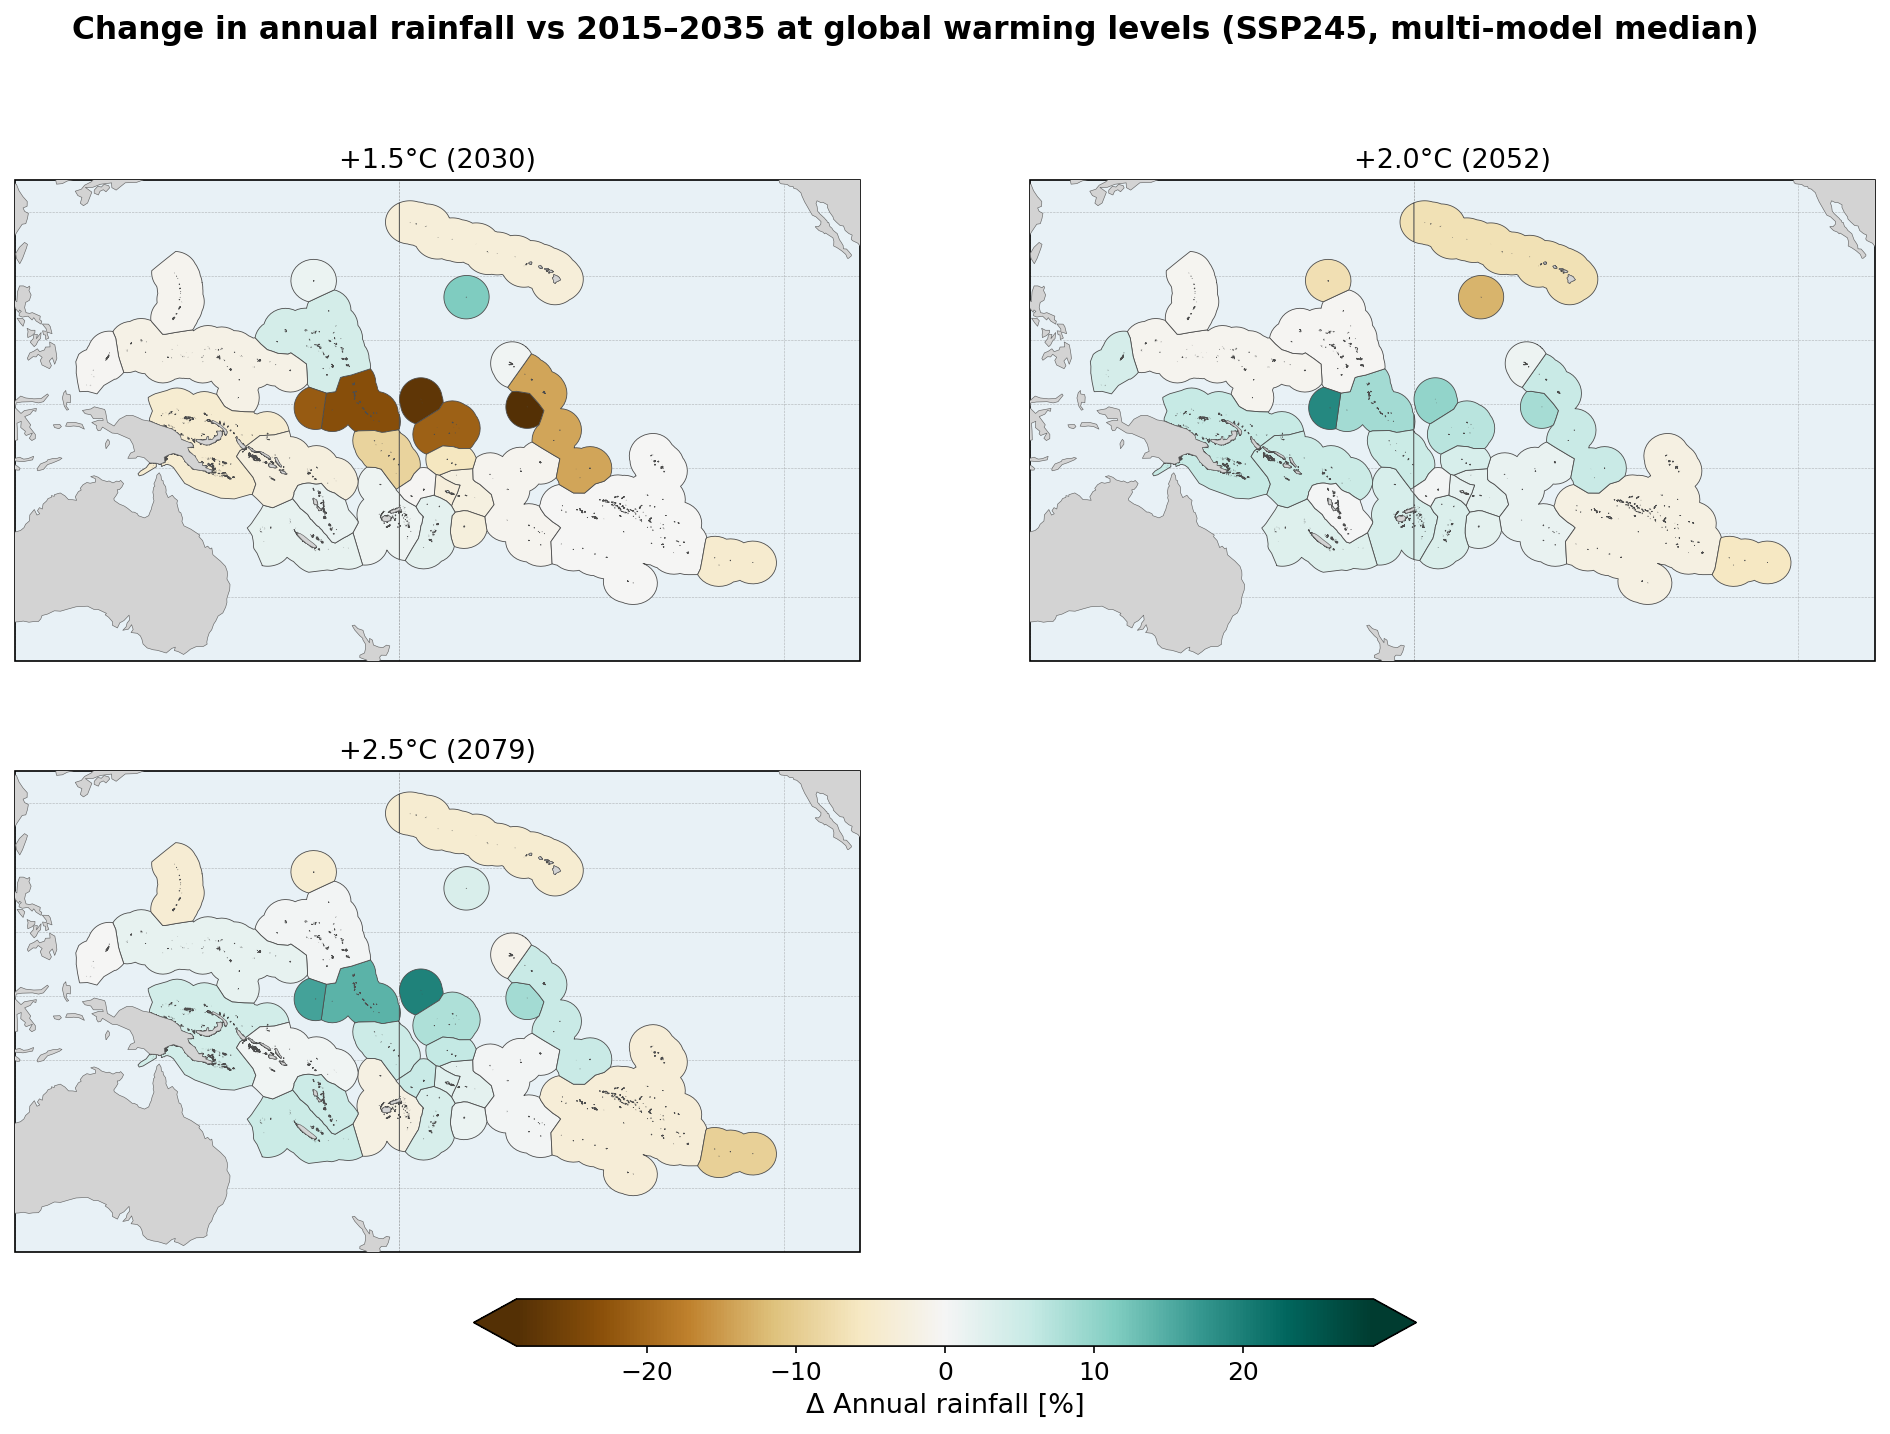 Change in annual rainfall vs 2015–2035 at global warming levels (SSP245, multi-model median)
+1.5°C (2030)
+2.0°C (2052)
+2.5°C (2079)
−20 −10 0 10 20
Δ Annual rainfall [%]